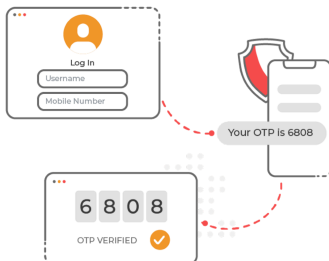 Log In
Username
Mobile Number
Your OTP is 6808
6 8 0 8
OTP VERIFIED